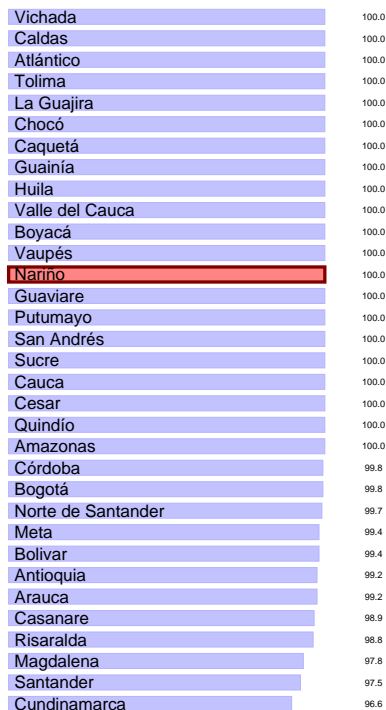 Vichada 100.0
Caldas 100.0
Atlántico 100.0
Tolima 100.0
La Guajira 100.0
Chocó 100.0
Caquetá 100.0
Guainía 100.0
Huila 100.0
Valle del Cauca 100.0
Boyacá 100.0
Vaupés 100.0
Nariño 100.0
Guaviare 100.0
Putumayo 100.0
San Andrés 100.0
Sucre 100.0
Cauca 100.0
Cesar 100.0
Quindío 100.0
Amazonas 100.0
Córdoba 99.8
Bogotá 99.8
Norte de Santander 99.7
Meta 99.4
Bolivar 99.4
Antioquia 99.2
Arauca 99.2
Casanare 98.9
Risaralda 98.8
Magdalena 97.8
Santander 97.5
Cundinamarca 96.6